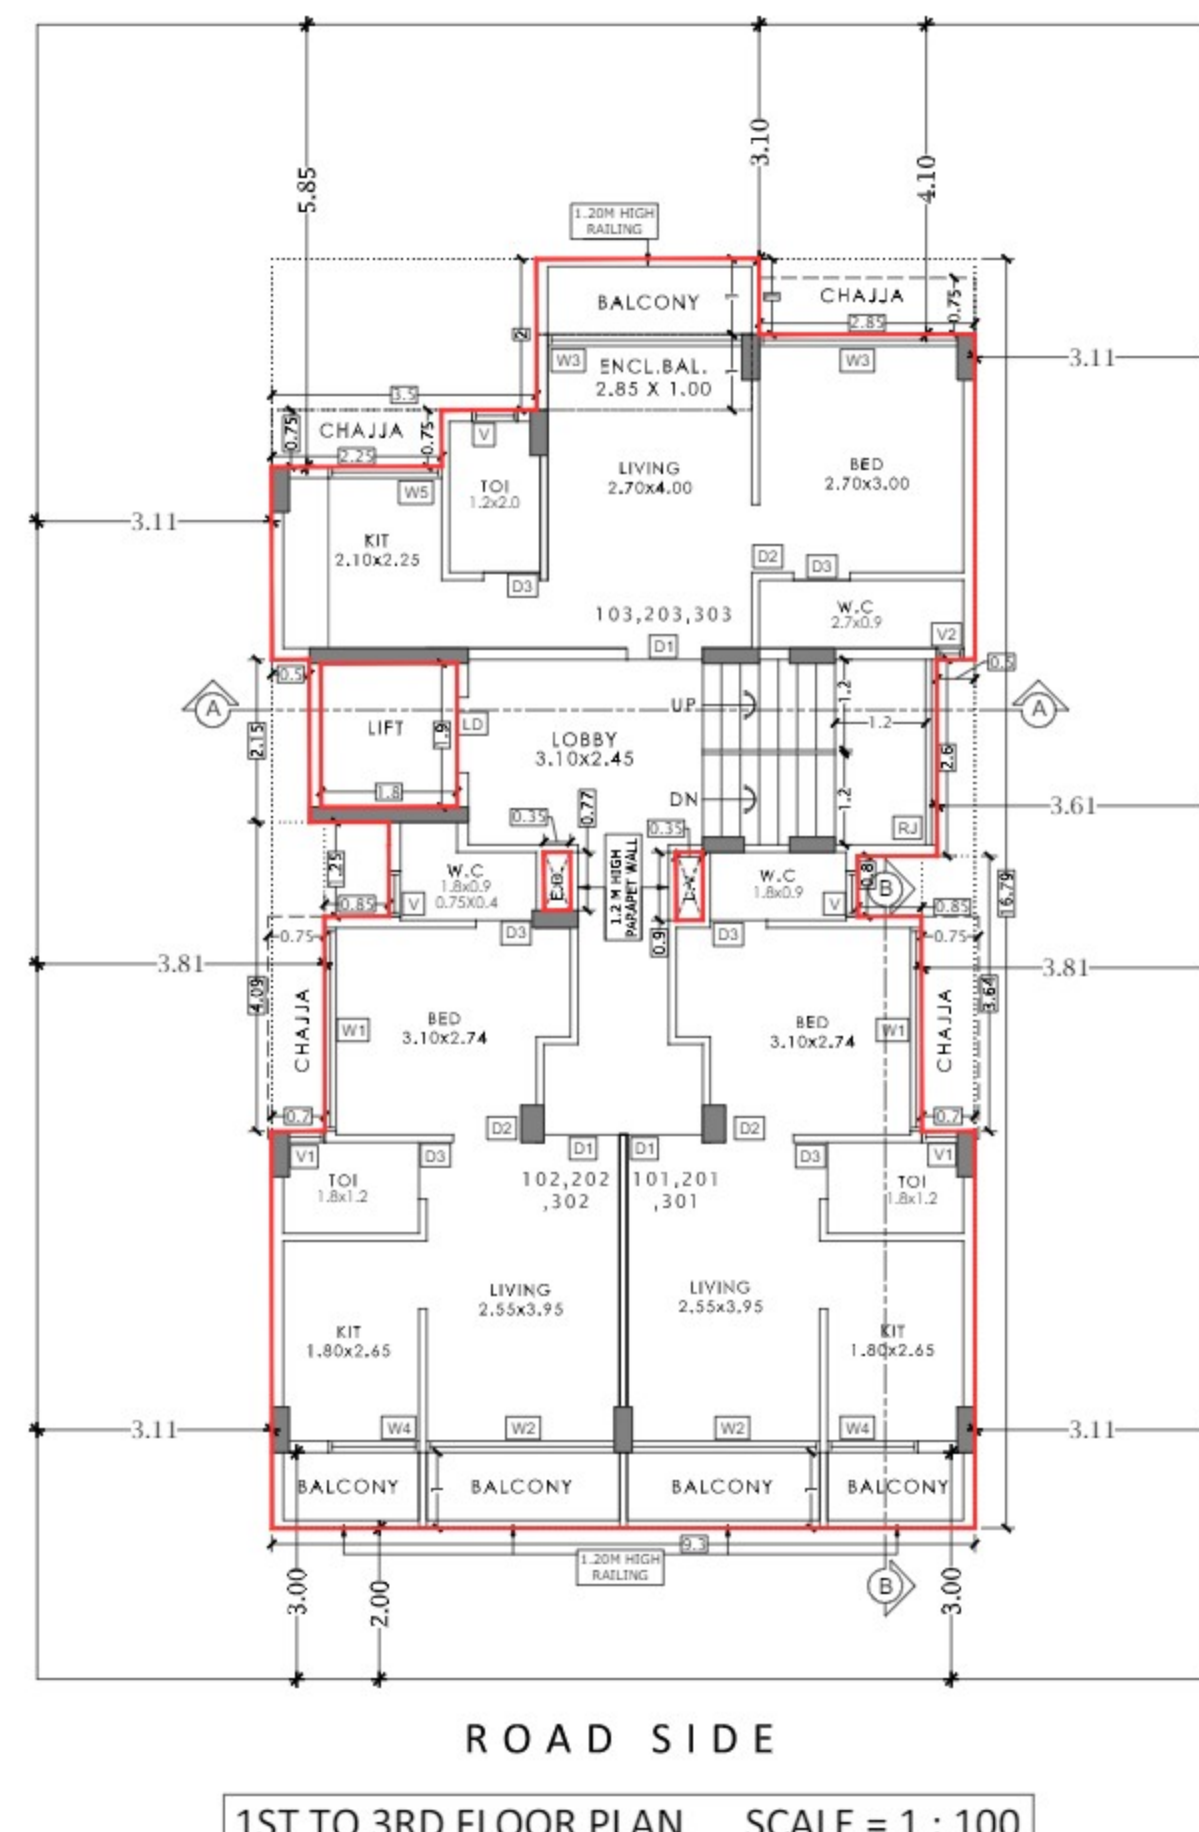 5.85
3.10
4.10
1.20M HIGH
RAILING
BALCONY
CHAJJA
0.75
2.85
2
W3
ENCL.BAL.
2.85 X 1.00
W3
3.11
3.5
0.75
CHAJJA
0.75
2.25
V
W5
TOI
1.2x2.0
LIVING
2.70x4.00
BED
2.70x3.00
3.11
KIT
2.10x2.25
D3
D2
D3
103,203,303
W.C
2.7x0.9
D1
V2
0.5
0.5
A
LIFT
1.9
LD
UP
1.2
1.2
A
2.15
LOBBY
3.10x2.45
2.6
1.8
DN
1.2
3.61
0.35
0.77
0.35
RJ
1.2 M HIGH
PARAPET WALL
.25
W.C
1.8x0.9
0.75X0.4
E.D
W.C
1.8x0.9
0.8
B
16.79
0.85
V
V
0.85
0.75
D3
0.9
D3
0.75
3.81
3.81
4.09
3.64
CHAJJA
W1
BED
3.10x2.74
BED
3.10x2.74
W1
CHAJJA
0.7
0.7
D2
D2
V1
D3
D1
D1
D3
V1
TOI
1.8x1.2
102,202
,302
101,201
,301
TOI
1.8x1.2
LIVING
2.55x3.95
LIVING
2.55x3.95
KIT
1.80x2.65
KIT
1.80x2.65
3.11
W4
W2
W2
W4
3.11
BALCONY
BALCONY
BALCONY
BALCONY
9.3
1.20M HIGH
RAILING
B
3.00
2.00
3.00
ROAD SIDE
1ST TO 3RD FLOOR PLAN SCALE = 1 : 100